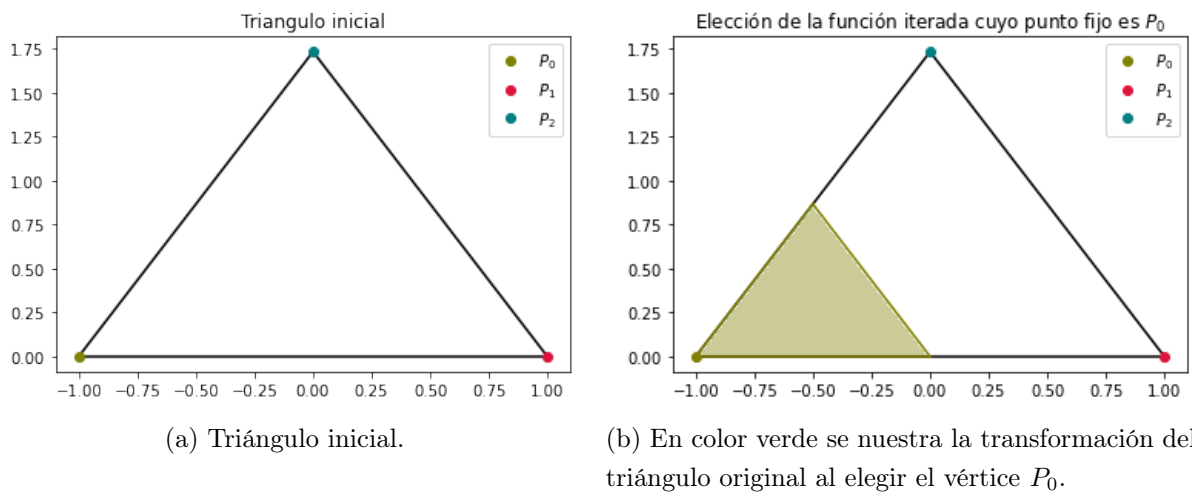 Triangulo inicial
P₀
P₁
P₂
1.75
1.50
1.25
1.00
0.75
0.50
0.25
0.00
−1.00 −0.75 −0.50 −0.25 0.00 0.25 0.50 0.75 1.00
(a) Triángulo inicial.
Elección de la función iterada cuyo punto fijo es P₀
P₀
P₁
P₂
1.75
1.50
1.25
1.00
0.75
0.50
0.25
0.00
−1.00 −0.75 −0.50 −0.25 0.00 0.25 0.50 0.75 1.00
(b) En color verde se nuestra la transformación del
triángulo original al elegir el vértice P₀.